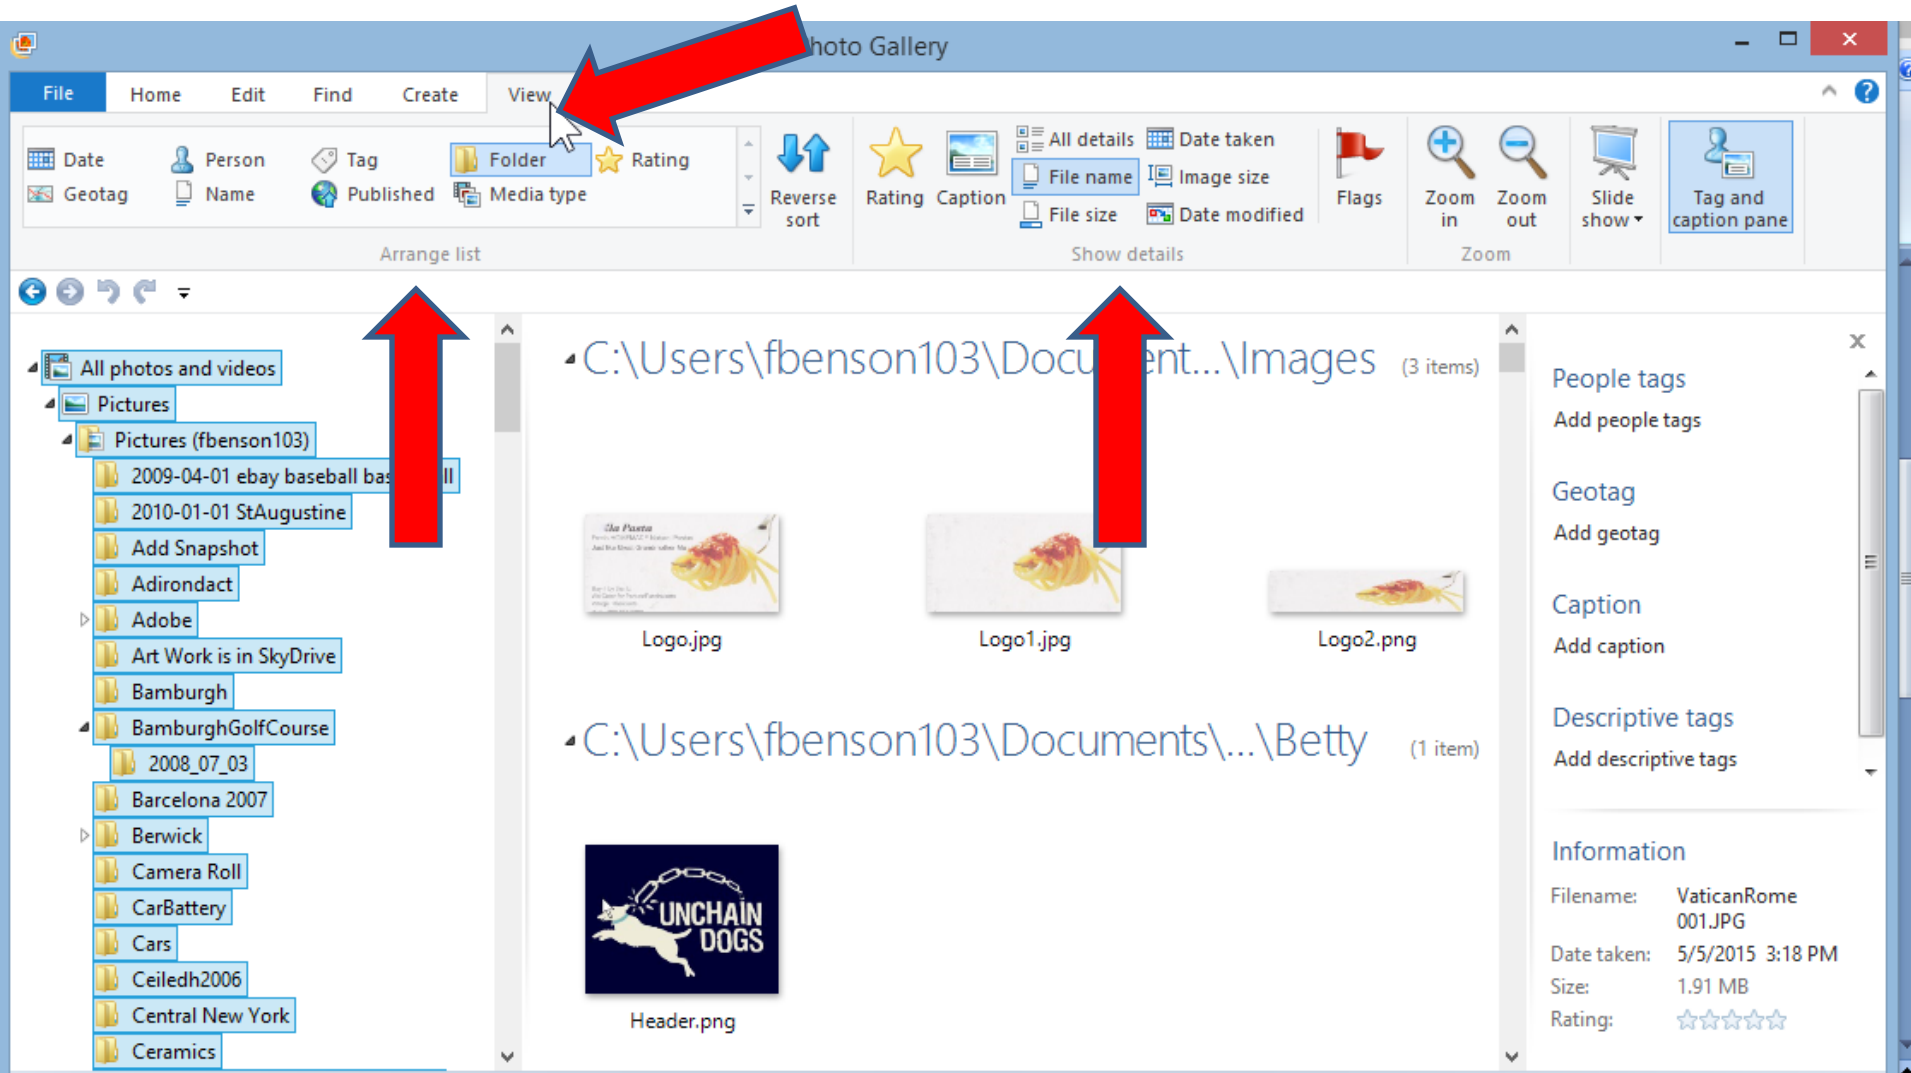 hoto Gallery
File Home Edit Find Create View
Date Person Tag Folder Rating
Geotag Name Published Media type
Reverse sort
Rating Caption
All details Date taken
File name Image size
File size Date modified
Flags
Zoom in
Zoom out
Slide show
Tag and caption pane
Arrange list
Show details
Zoom
All photos and videos
Pictures
Pictures (fbenson103)
2009-04-01 ebay baseball bas ll
2010-01-01 StAugustine
Add Snapshot
Adirondact
Adobe
Art Work is in SkyDrive
Bamburgh
BamburghGolfCourse
2008_07_03
Barcelona 2007
Berwick
Camera Roll
CarBattery
Cars
Ceiledh2006
Central New York
Ceramics
C:\Users\fbenson103\Docu ent...\Images (3 items)
Logo.jpg
Logo1.jpg
Logo2.png
C:\Users\fbenson103\Documents\...\Betty (1 item)
UNCHAIN
DOGS
Header.png
People tags
Add people tags
Geotag
Add geotag
Caption
Add caption
Descriptive tags
Add descriptive tags
Information
Filename: VaticanRome
001.JPG
Date taken: 5/5/2015 3:18 PM
Size: 1.91 MB
Rating: